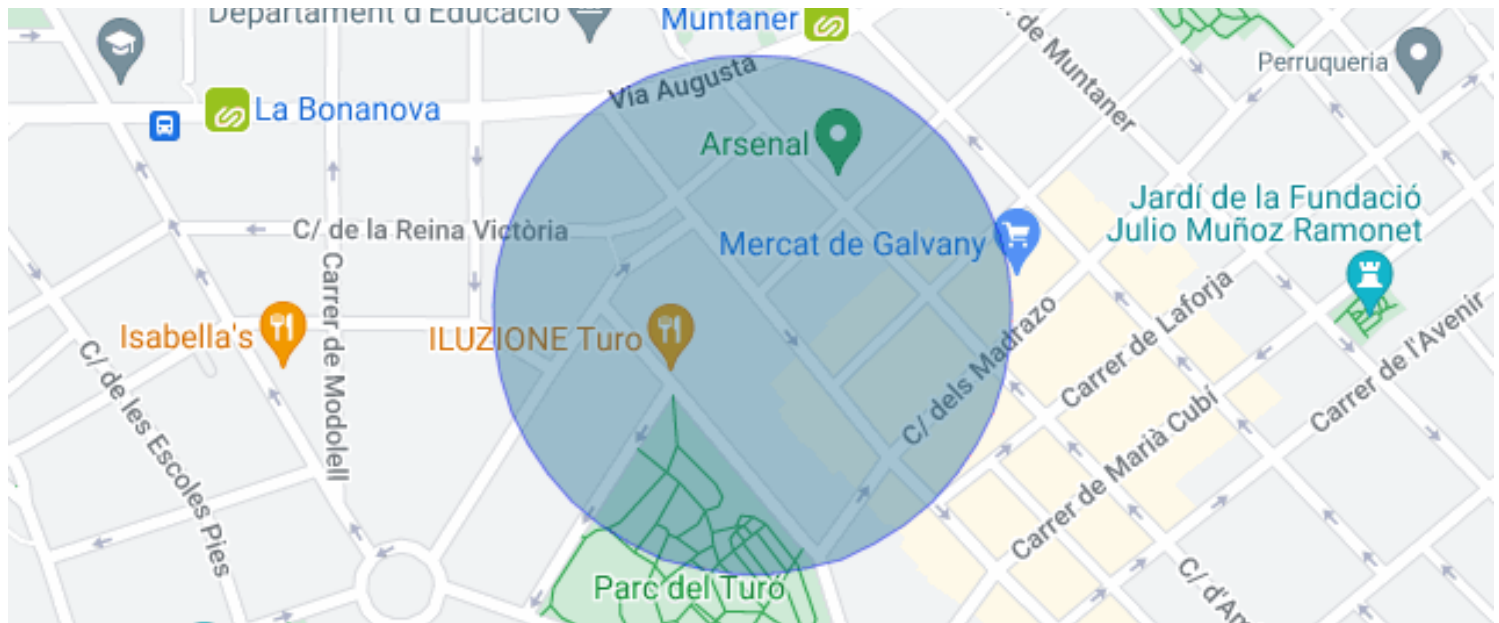 Departament d'Educació
Muntaner
C. de Muntaner
Perruqueria
Via Augusta
La Bonanova
Arsenal
Jardí de la Fundació
Julio Muñoz Ramonet
C/ de la Reina Victòria
Mercat de Galvany
Carrer de Modolell
Isabella's
ILUZIONE Turo
C/ dels Madrazo
Carrer de Laforja
Carrer de l'Avenir
C/ de les Escoles Pies
Carrer de Marià Cubí
Parc del Turó